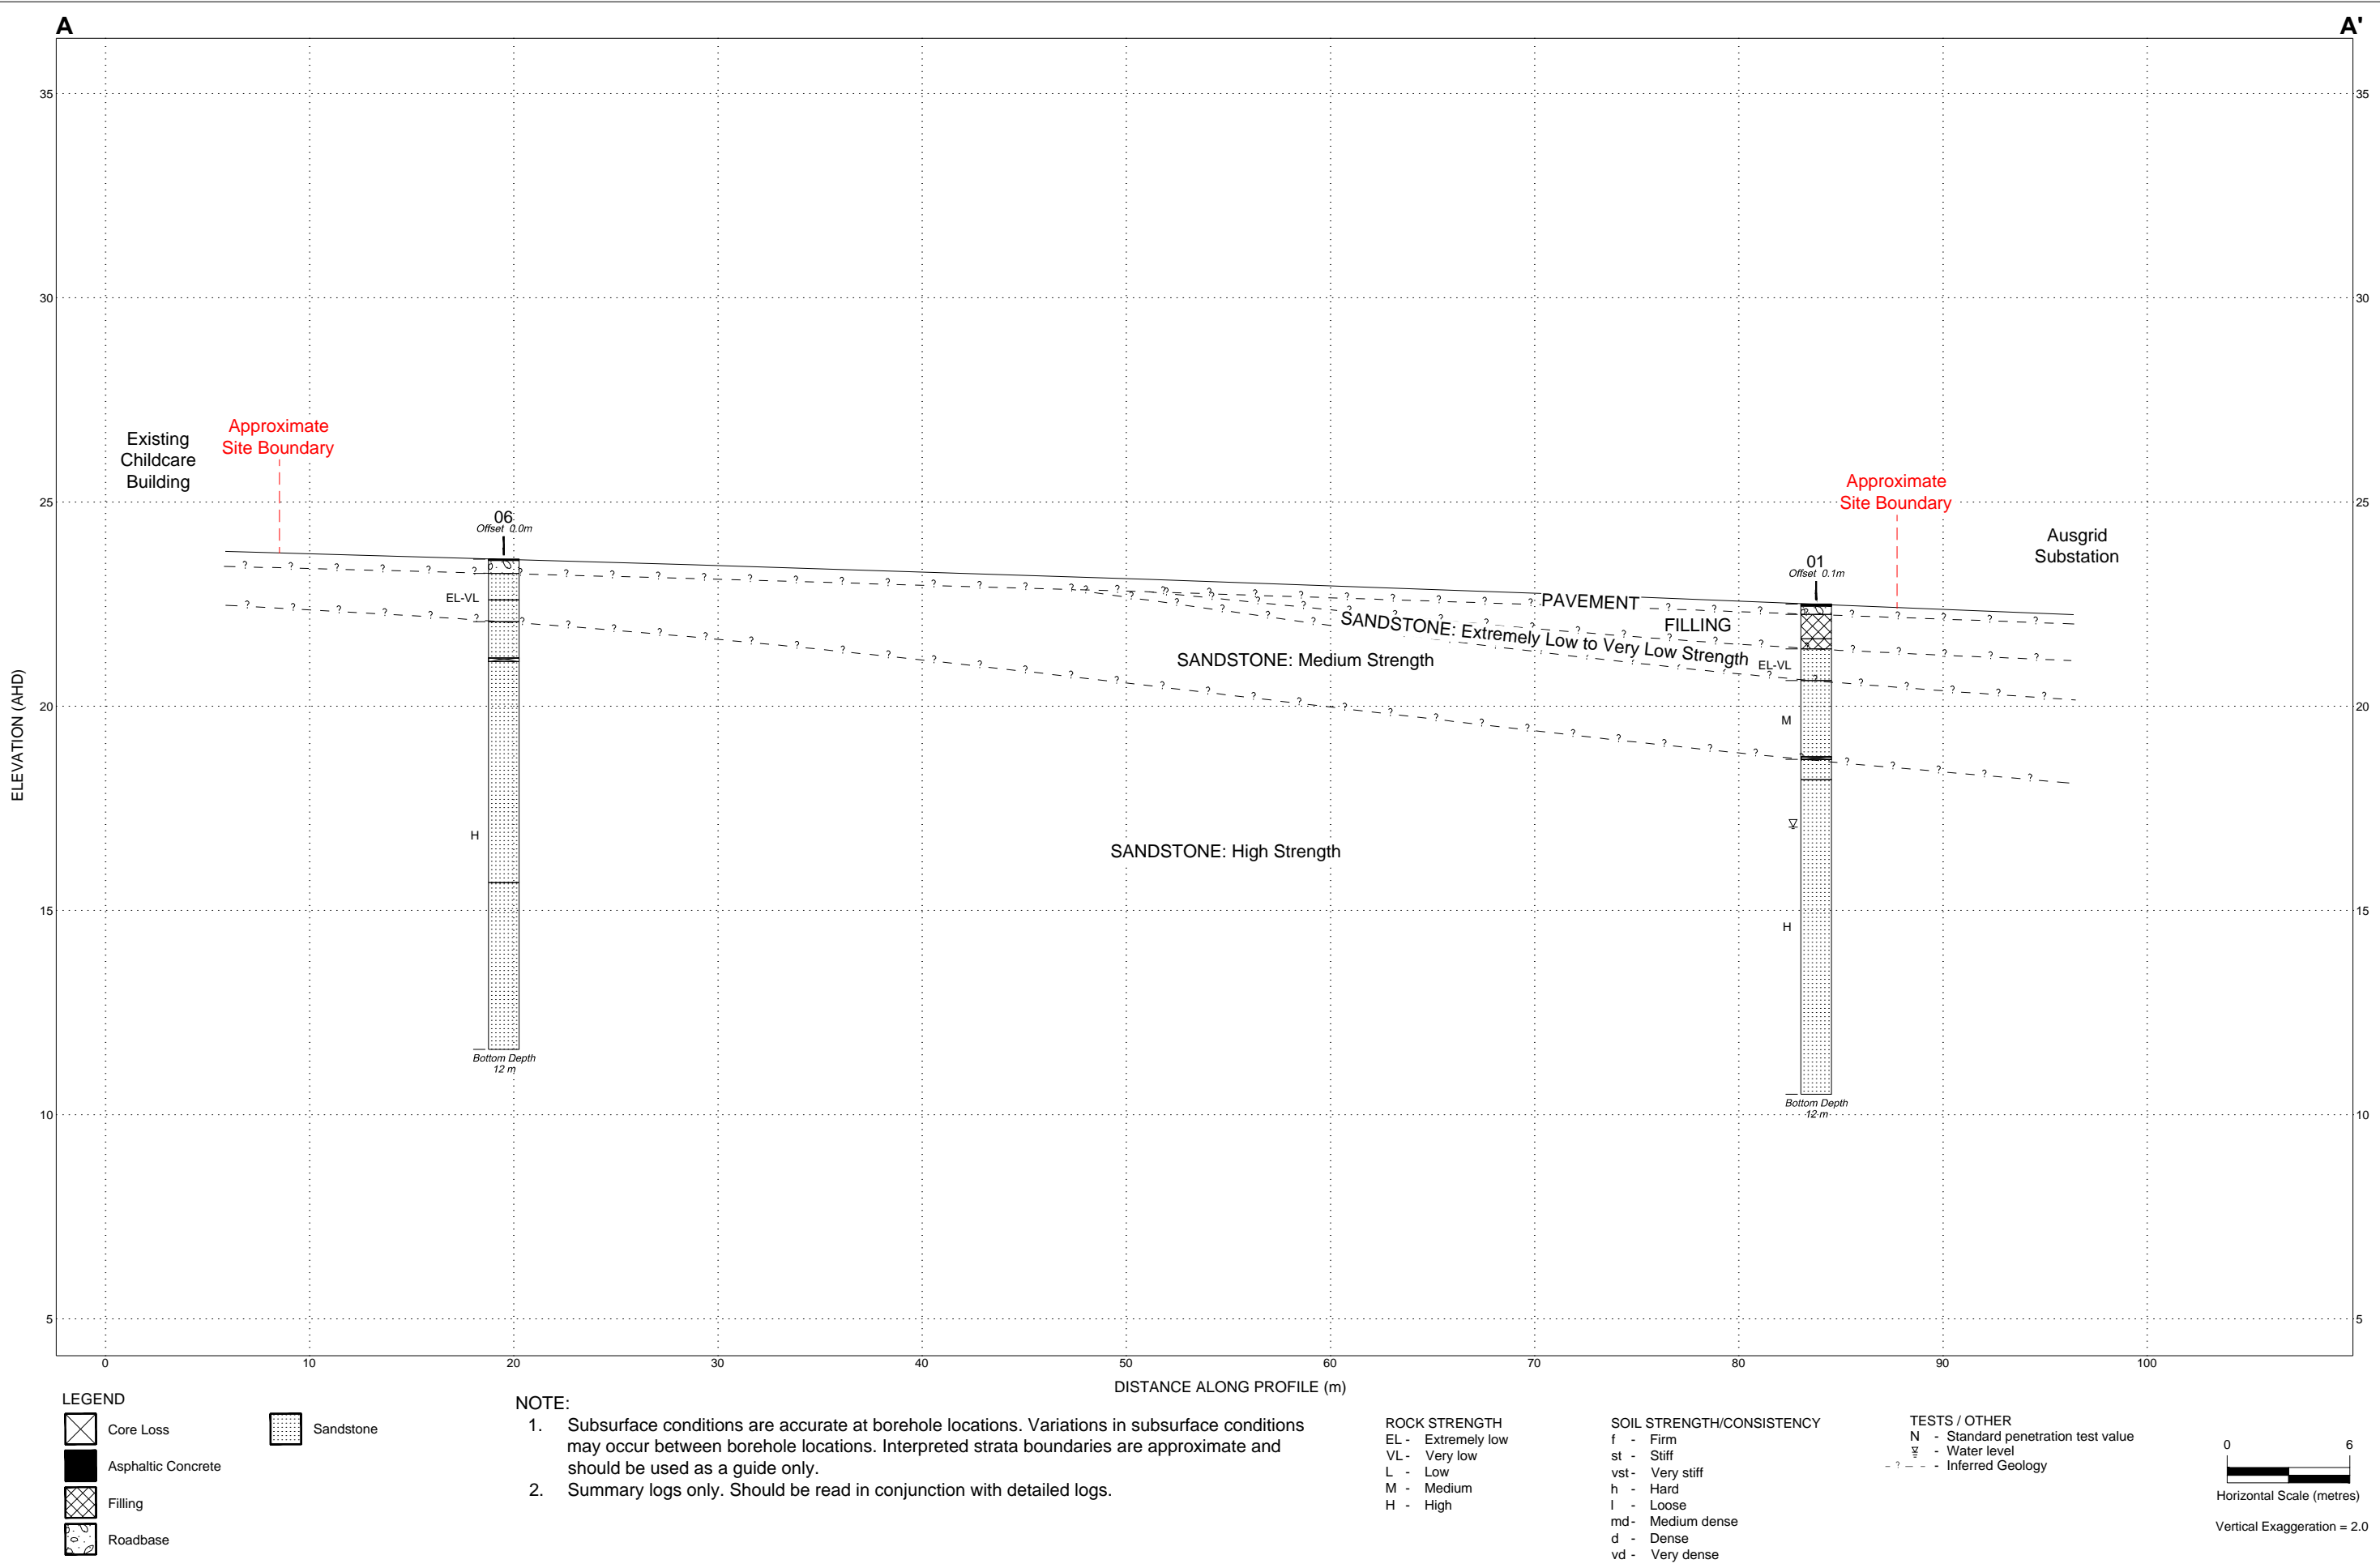 A
A'
35
35
30
30
25
25
20
20
15
15
10
10
5
5
ELEVATION (AHD)
Existing
Childcare
Building
Approximate
Site Boundary
06
Offset 0.0m
EL-VL
H
Bottom Depth
12 m
Approximate
Site Boundary
Ausgrid
Substation
01
Offset 0.1m
PAVEMENT
FILLING
SANDSTONE: Extremely Low to Very Low Strength
EL-VL
SANDSTONE: Medium Strength
M
SANDSTONE: High Strength
H
Bottom Depth
12 m
0
10
20
30
40
50
60
70
80
90
100
DISTANCE ALONG PROFILE (m)
LEGEND
Core Loss
Asphaltic Concrete
Filling
Roadbase
Sandstone
NOTE:
1. Subsurface conditions are accurate at borehole locations. Variations in subsurface conditions
may occur between borehole locations. Interpreted strata boundaries are approximate and
should be used as a guide only.
2. Summary logs only. Should be read in conjunction with detailed logs.
ROCK STRENGTH
EL - Extremely low
VL - Very low
L - Low
M - Medium
H - High
SOIL STRENGTH/CONSISTENCY
f - Firm
st - Stiff
vst - Very stiff
h - Hard
l - Loose
md - Medium dense
d - Dense
vd - Very dense
TESTS / OTHER
N - Standard penetration test value
- Water level
- ? - - - Inferred Geology
0 6
Horizontal Scale (metres)
Vertical Exaggeration = 2.0